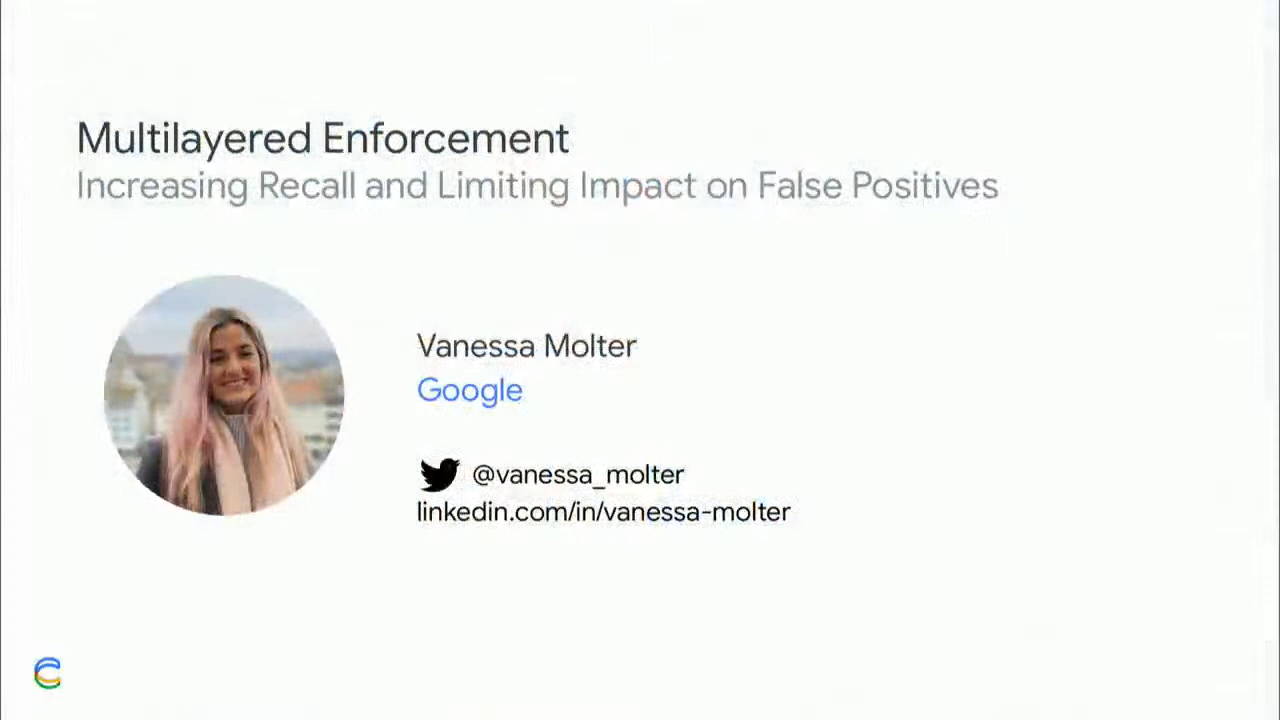 Multilayered Enforcement
Increasing Recall and Limiting Impact on False Positives
Vanessa Molter
Google
@vanessa_molter
linkedin.com/in/vanessa-molter